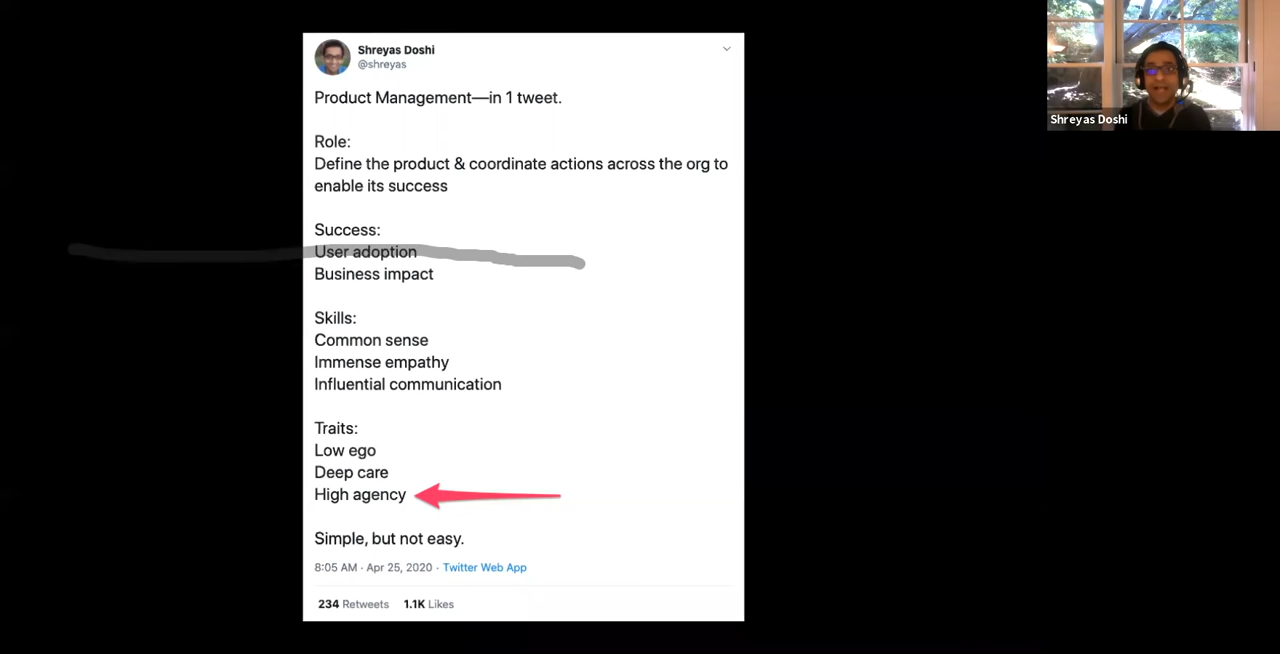 Shreyas Doshi
@shreyas
Product Management—in 1 tweet.
Role:
Define the product & coordinate actions across the org to
enable its success
Success:
User adoption
Business impact
Skills:
Common sense
Immense empathy
Influential communication
Traits:
Low ego
Deep care
High agency
Simple, but not easy.
8:05 AM · Apr 25, 2020 · Twitter Web App
234 Retweets 1.1K Likes
Shreyas Doshi